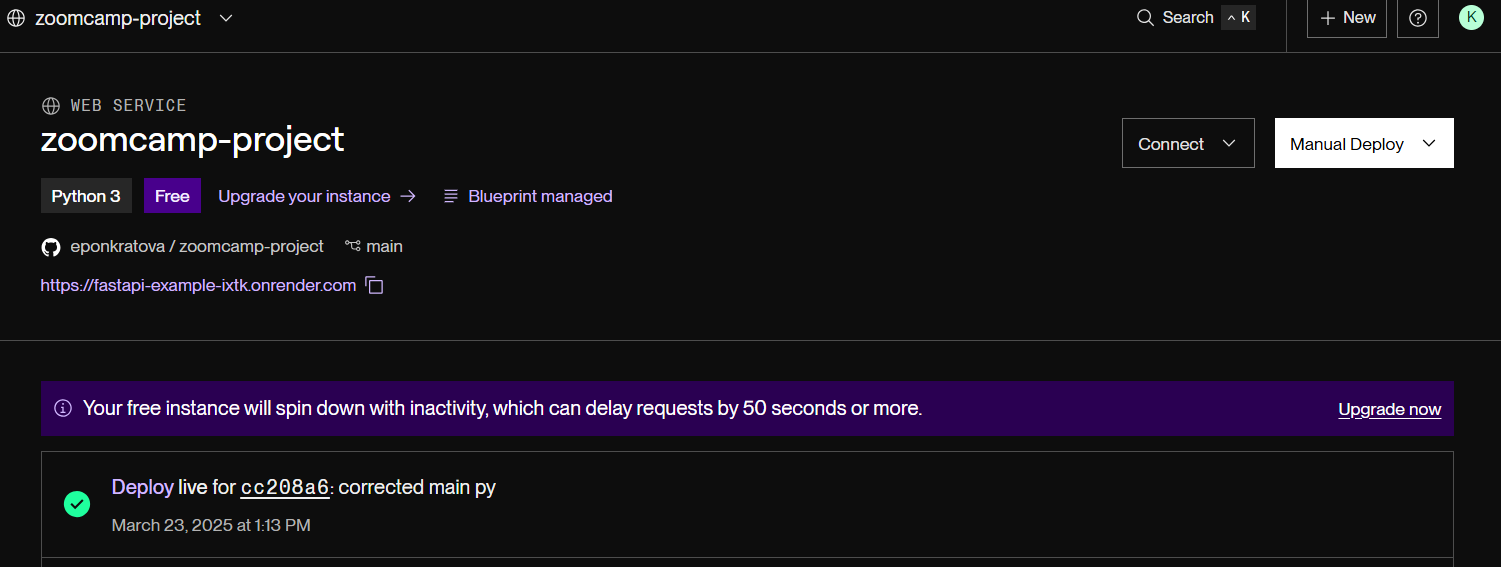 zoomcamp-project
Search ^ K
+ New
K
WEB SERVICE
zoomcamp-project
Connect
Manual Deploy
Python 3 Free Upgrade your instance → Blueprint managed
eponkratova / zoomcamp-project main
https://fastapi-example-ixtk.onrender.com
Your free instance will spin down with inactivity, which can delay requests by 50 seconds or more.
Upgrade now
Deploy live for cc208a6: corrected main py
March 23, 2025 at 1:13 PM